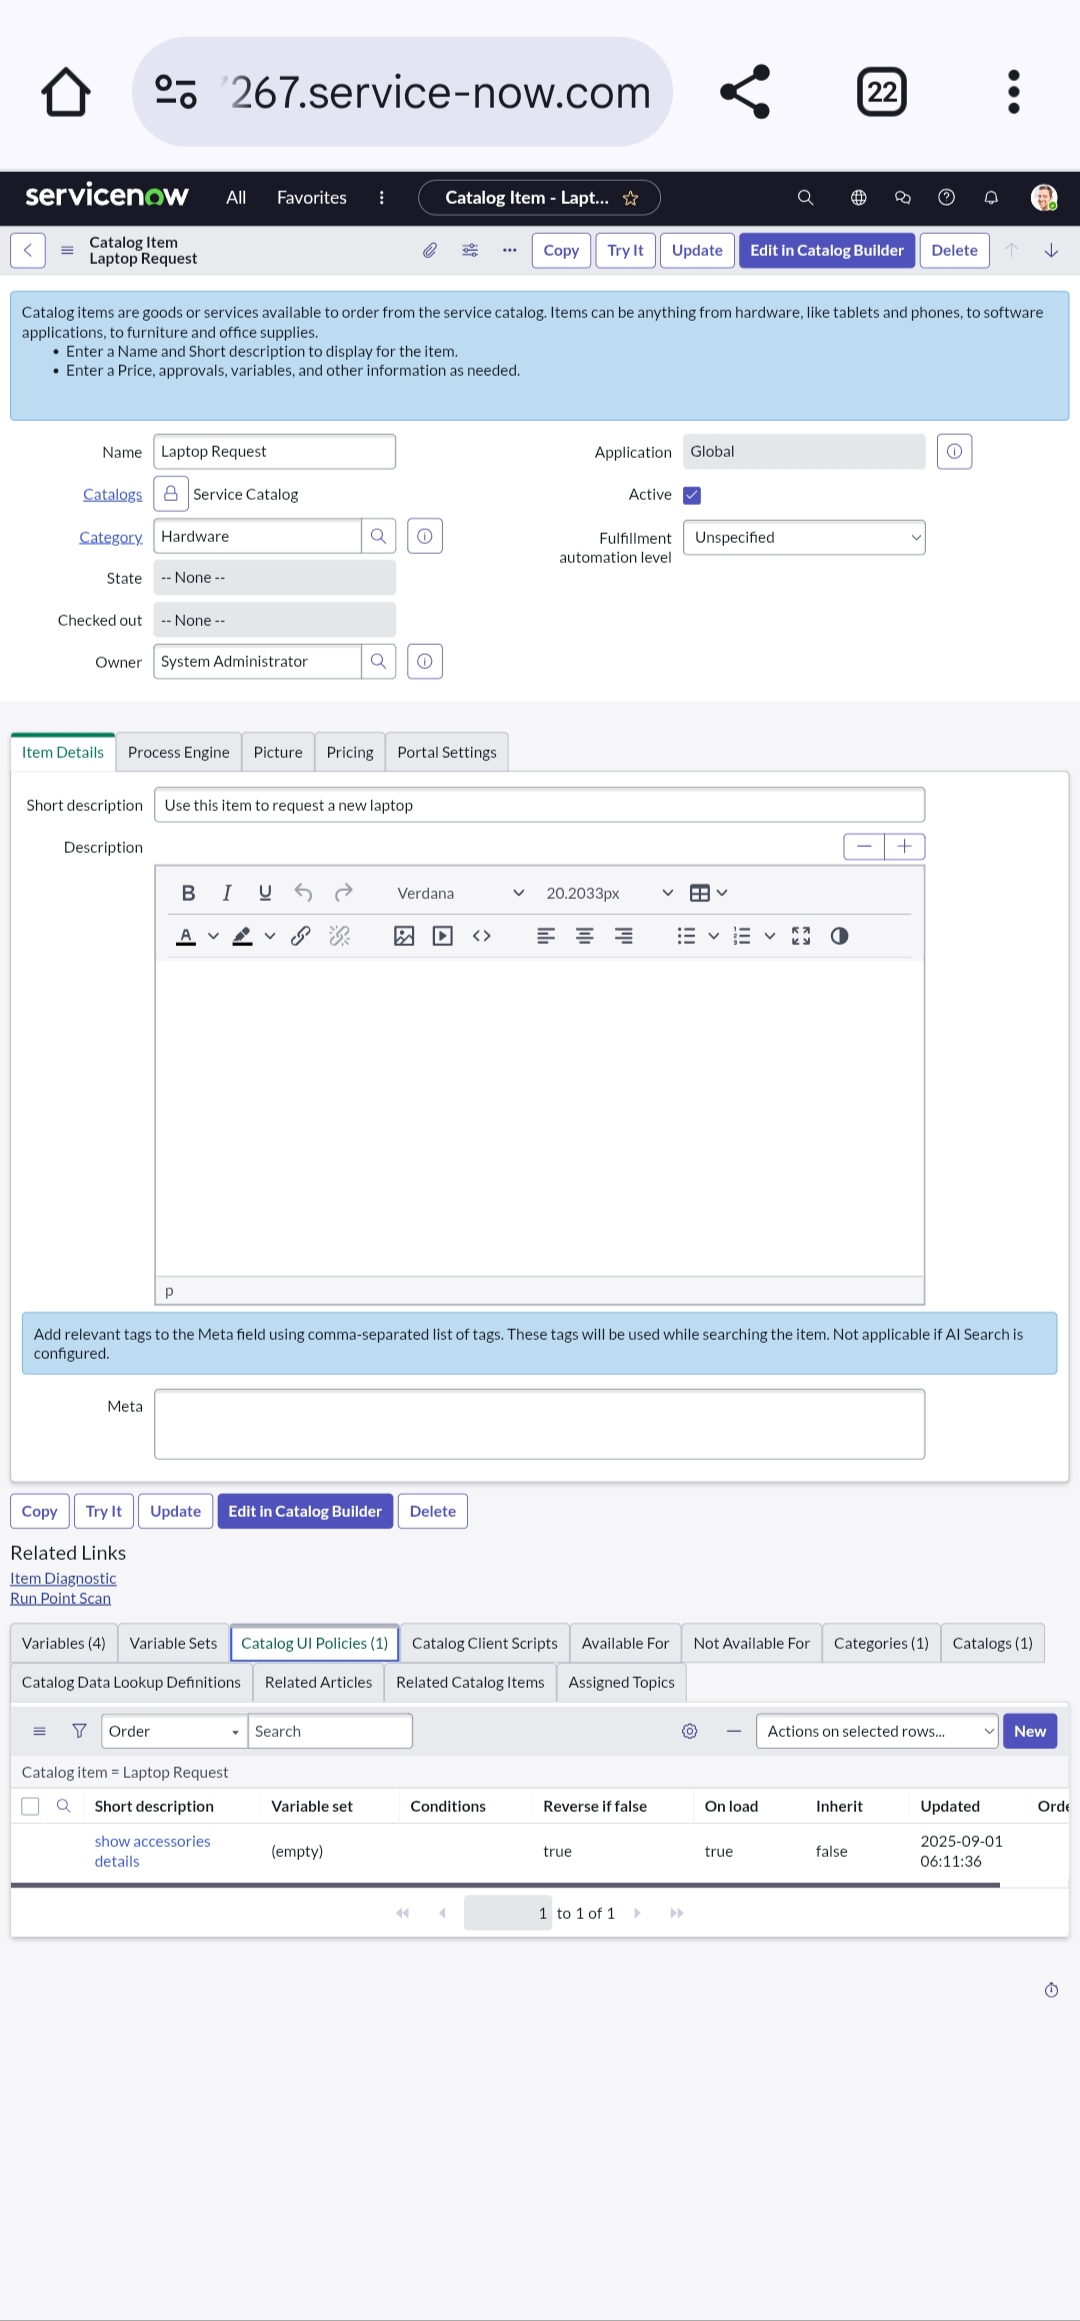 267.service-now.com
22
servicenow
All
Favorites
Catalog Item - Lapt...
Catalog Item
Laptop Request
Copy
Try It
Update
Edit in Catalog Builder
Delete
Catalog items are goods or services available to order from the service catalog. Items can be anything from hardware, like tablets and phones, to software
applications, to furniture and office supplies.
• Enter a Name and Short description to display for the item.
• Enter a Price, approvals, variables, and other information as needed.
Name
Laptop Request
Application
Global
Catalogs
Service Catalog
Active
Category
Hardware
Fulfillment
automation level
Unspecified
State
-- None --
Checked out
-- None --
Owner
System Administrator
Item Details
Process Engine
Picture
Pricing
Portal Settings
Short description
Use this item to request a new laptop
Description
B
I
U
Verdana
20.2033px
A
p
Add relevant tags to the Meta field using comma-separated list of tags. These tags will be used while searching the item. Not applicable if AI Search is
configured.
Meta
Copy
Try It
Update
Edit in Catalog Builder
Delete
Related Links
Item Diagnostic
Run Point Scan
Variables (4)
Variable Sets
Catalog UI Policies (1)
Catalog Client Scripts
Available For
Not Available For
Categories (1)
Catalogs (1)
Catalog Data Lookup Definitions
Related Articles
Related Catalog Items
Assigned Topics
Order
Search
Actions on selected rows...
New
Catalog item = Laptop Request
Short description
Variable set
Conditions
Reverse if false
On load
Inherit
Updated
Orde
show accessories
details
(empty)
true
true
false
2025-09-01
06:11:36
1 to 1 of 1